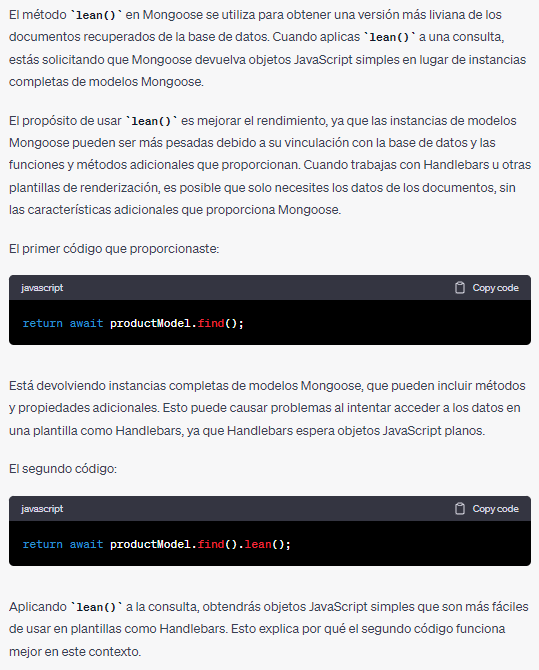 El método `lean()` en Mongoose se utiliza para obtener una versión más liviana de los
documentos recuperados de la base de datos. Cuando aplicas `lean()` a una consulta,
estás solicitando que Mongoose devuelva objetos JavaScript simples en lugar de instancias
completas de modelos Mongoose.
El propósito de usar `lean()` es mejorar el rendimiento, ya que las instancias de modelos
Mongoose pueden ser más pesadas debido a su vinculación con la base de datos y las
funciones y métodos adicionales que proporcionan. Cuando trabajas con Handlebars u otras
plantillas de renderización, es posible que solo necesites los datos de los documentos, sin
las características adicionales que proporciona Mongoose.
El primer código que proporcionaste:
javascript Copy code
return await productModel.find();
Está devolviendo instancias completas de modelos Mongoose, que pueden incluir métodos
y propiedades adicionales. Esto puede causar problemas al intentar acceder a los datos en
una plantilla como Handlebars, ya que Handlebars espera objetos JavaScript planos.
El segundo código:
javascript Copy code
return await productModel.find().lean();
Aplicando `lean()` a la consulta, obtendrás objetos JavaScript simples que son más fáciles
de usar en plantillas como Handlebars. Esto explica por qué el segundo código funciona
mejor en este contexto.